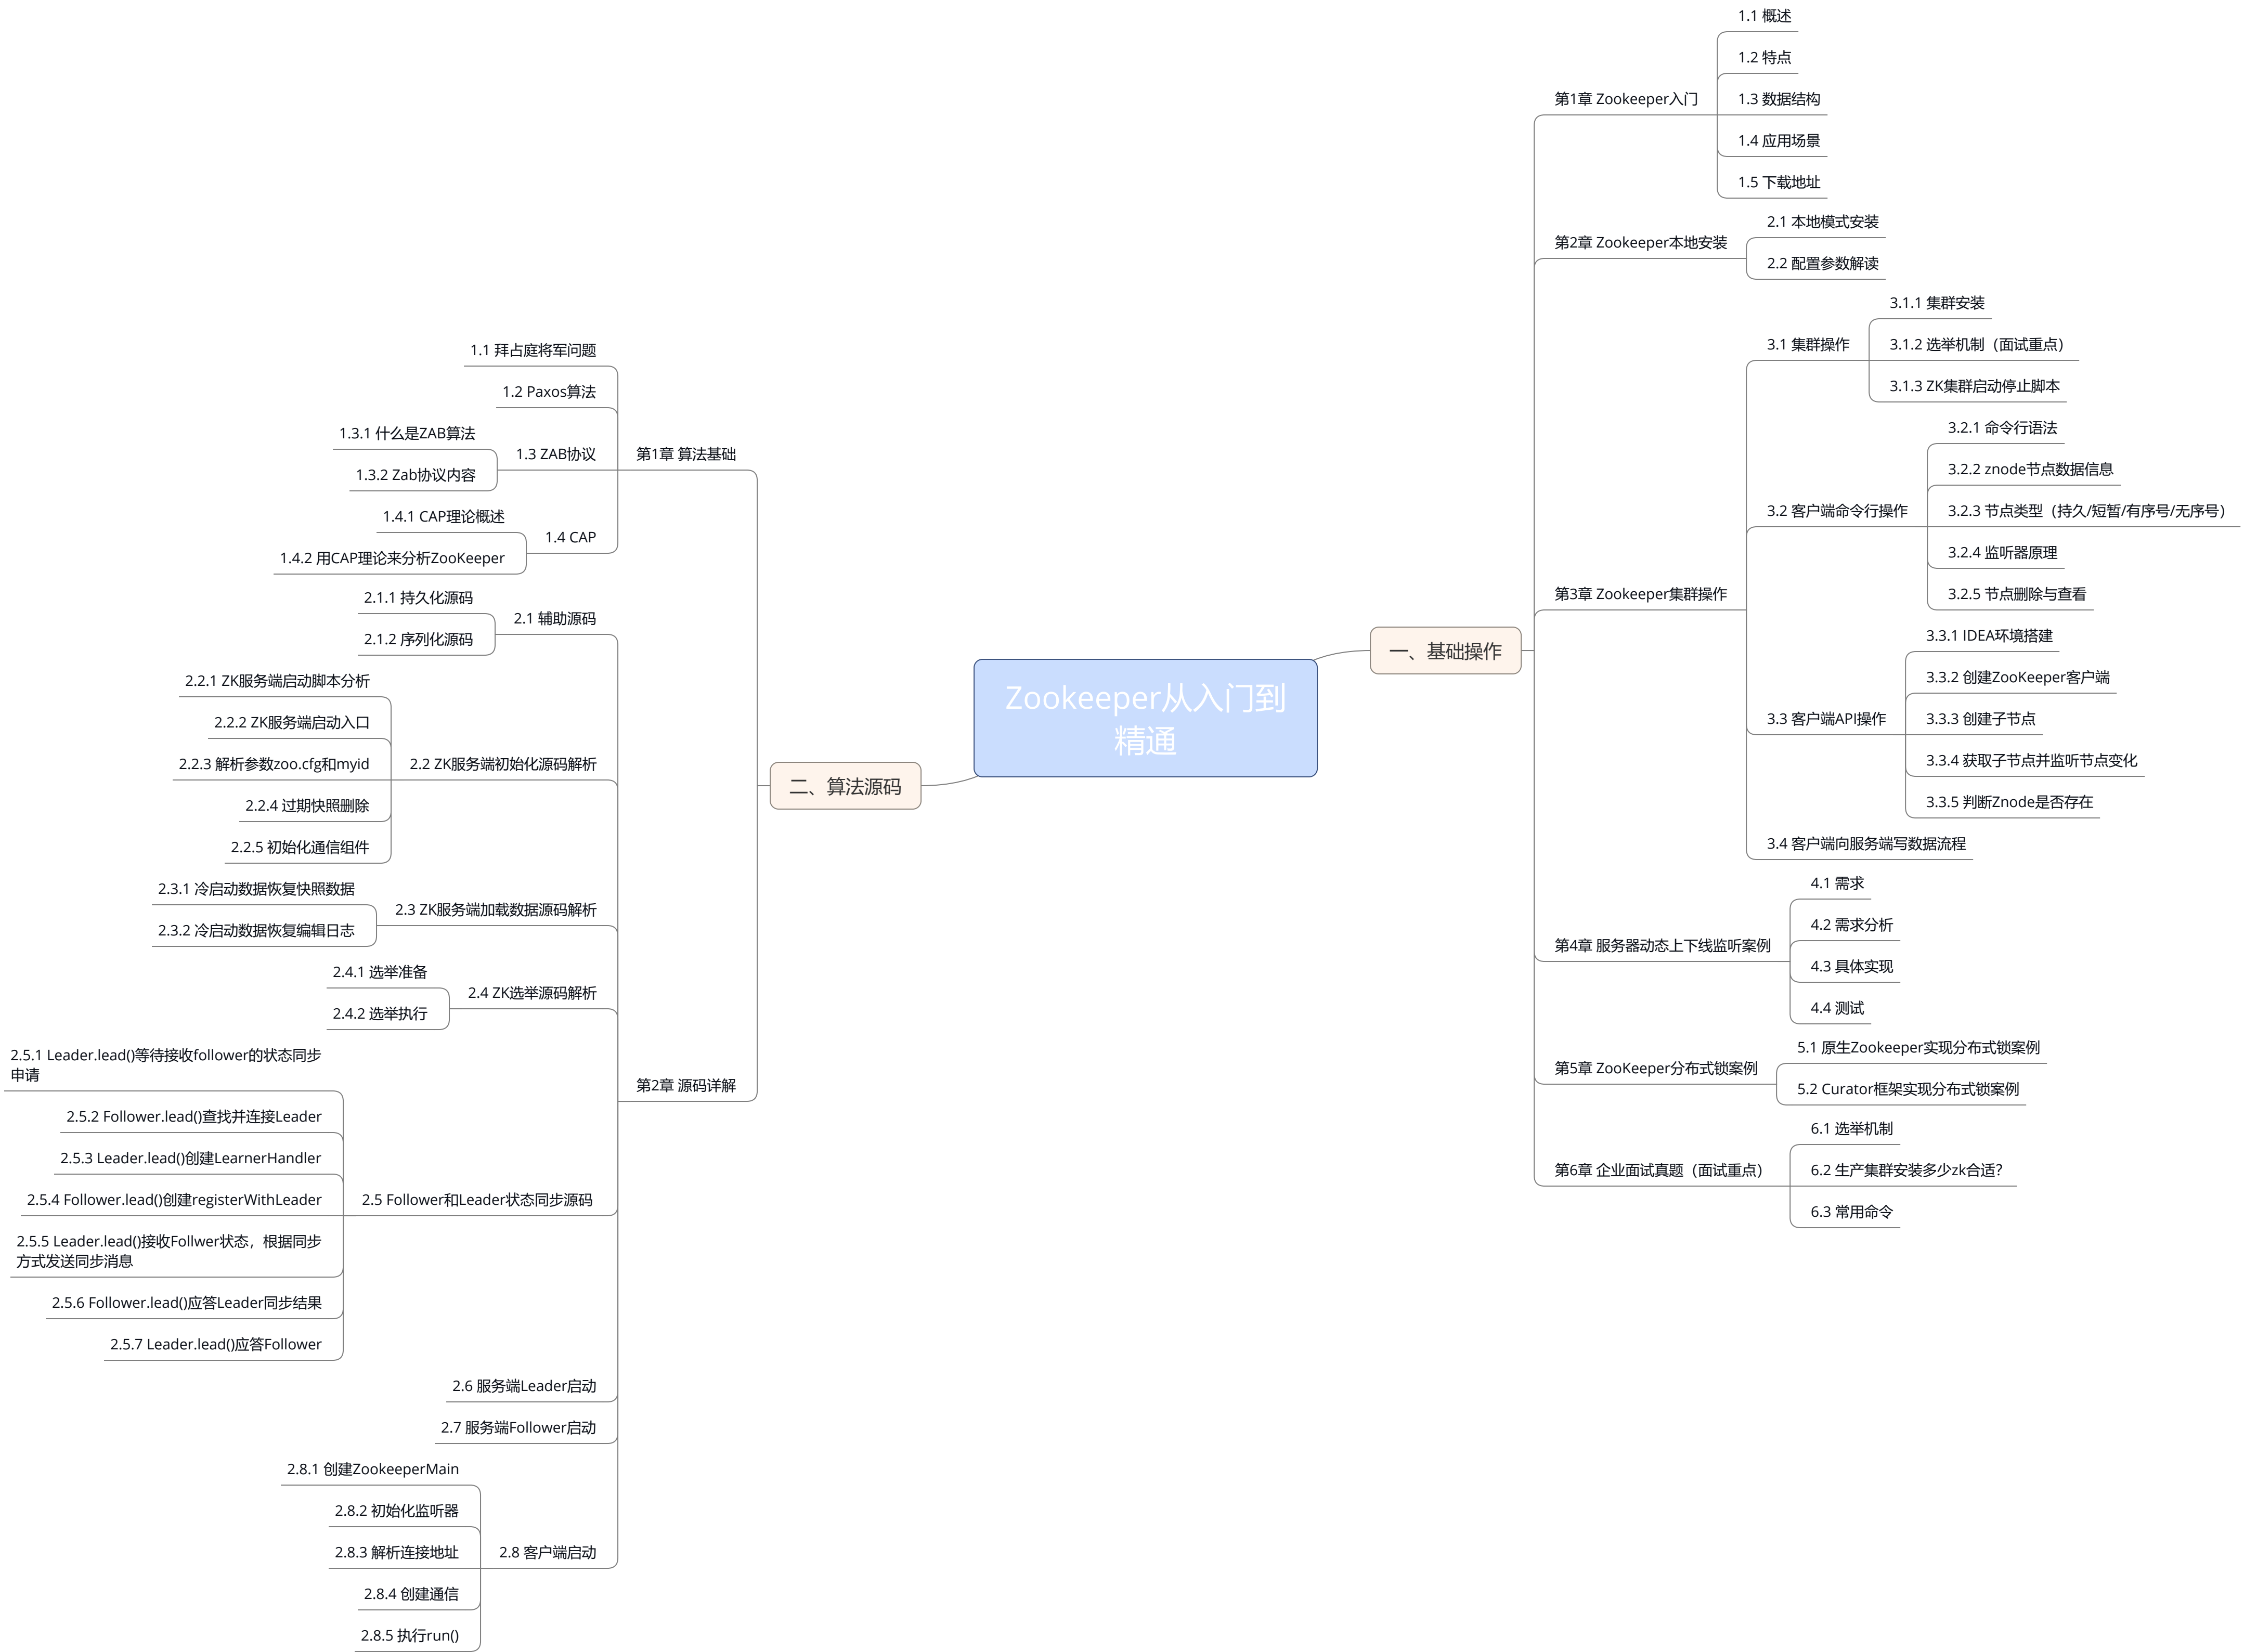 Zookeeper从入门到
精通
一、基础操作
第1章 Zookeeper入门
1.1 概述
1.2 特点
1.3 数据结构
1.4 应用场景
1.5 下载地址
第2章 Zookeeper本地安装
2.1 本地模式安装
2.2 配置参数解读
第3章 Zookeeper集群操作
3.1 集群操作
3.1.1 集群安装
3.1.2 选举机制（面试重点）
3.1.3 ZK集群启动停止脚本
3.2 客户端命令行操作
3.2.1 命令行语法
3.2.2 znode节点数据信息
3.2.3 节点类型（持久/短暂/有序号/无序号）
3.2.4 监听器原理
3.2.5 节点删除与查看
3.3 客户端API操作
3.3.1 IDEA环境搭建
3.3.2 创建ZooKeeper客户端
3.3.3 创建子节点
3.3.4 获取子节点并监听节点变化
3.3.5 判断Znode是否存在
3.4 客户端向服务端写数据流程
第4章 服务器动态上下线监听案例
4.1 需求
4.2 需求分析
4.3 具体实现
4.4 测试
第5章 ZooKeeper分布式锁案例
5.1 原生Zookeeper实现分布式锁案例
5.2 Curator框架实现分布式锁案例
第6章 企业面试真题（面试重点）
6.1 选举机制
6.2 生产集群安装多少zk合适？
6.3 常用命令
二、算法源码
第1章 算法基础
1.1 拜占庭将军问题
1.2 Paxos算法
1.3 ZAB协议
1.3.1 什么是ZAB算法
1.3.2 Zab协议内容
1.4 CAP
1.4.1 CAP理论概述
1.4.2 用CAP理论来分析ZooKeeper
第2章 源码详解
2.1 辅助源码
2.1.1 持久化源码
2.1.2 序列化源码
2.2 ZK服务端初始化源码解析
2.2.1 ZK服务端启动脚本分析
2.2.2 ZK服务端启动入口
2.2.3 解析参数zoo.cfg和myid
2.2.4 过期快照删除
2.2.5 初始化通信组件
2.3 ZK服务端加载数据源码解析
2.3.1 冷启动数据恢复快照数据
2.3.2 冷启动数据恢复编辑日志
2.4 ZK选举源码解析
2.4.1 选举准备
2.4.2 选举执行
2.5 Follower和Leader状态同步源码
2.5.1 Leader.lead()等待接收follower的状态同步
申请
2.5.2 Follower.lead()查找并连接Leader
2.5.3 Leader.lead()创建LearnerHandler
2.5.4 Follower.lead()创建registerWithLeader
2.5.5 Leader.lead()接收Follwer状态，根据同步
方式发送同步消息
2.5.6 Follower.lead()应答Leader同步结果
2.5.7 Leader.lead()应答Follower
2.6 服务端Leader启动
2.7 服务端Follower启动
2.8 客户端启动
2.8.1 创建ZookeeperMain
2.8.2 初始化监听器
2.8.3 解析连接地址
2.8.4 创建通信
2.8.5 执行run()